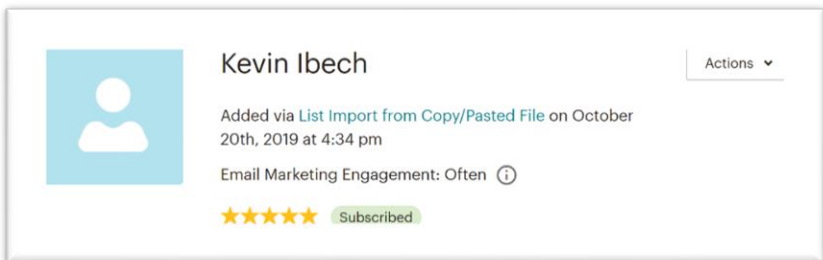 Kevin Ibech
Actions
Added via List Import from Copy/Pasted File on October
20th, 2019 at 4:34 pm
Email Marketing Engagement: Often
Subscribed